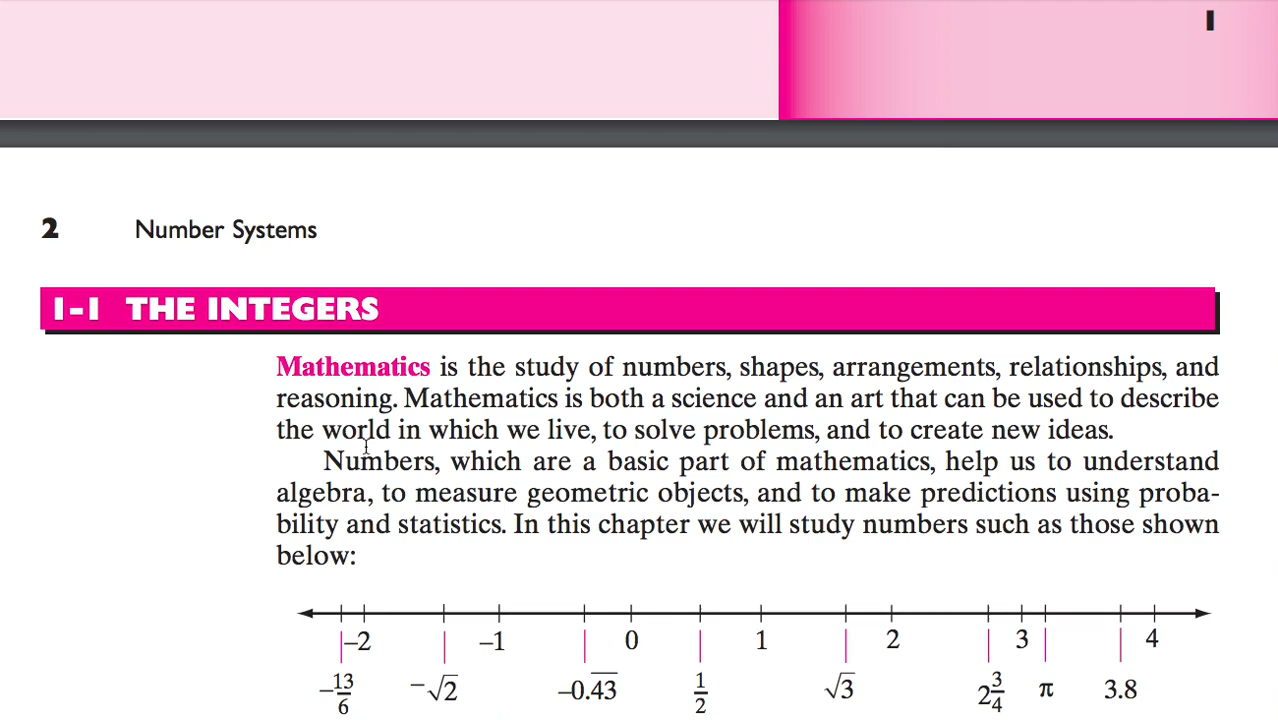 1
2 Number Systems
1-1 THE INTEGERS
Mathematics is the study of numbers, shapes, arrangements, relationships, and
reasoning. Mathematics is both a science and an art that can be used to describe
the world in which we live, to solve problems, and to create new ideas.
Numbers, which are a basic part of mathematics, help us to understand
algebra, to measure geometric objects, and to make predictions using proba-
bility and statistics. In this chapter we will study numbers such as those shown
below:
–2 –1 0 1 2 3 4
–13/6 –√2 –0.4̅3̅ 1/2 √3 2 3/4 π 3.8